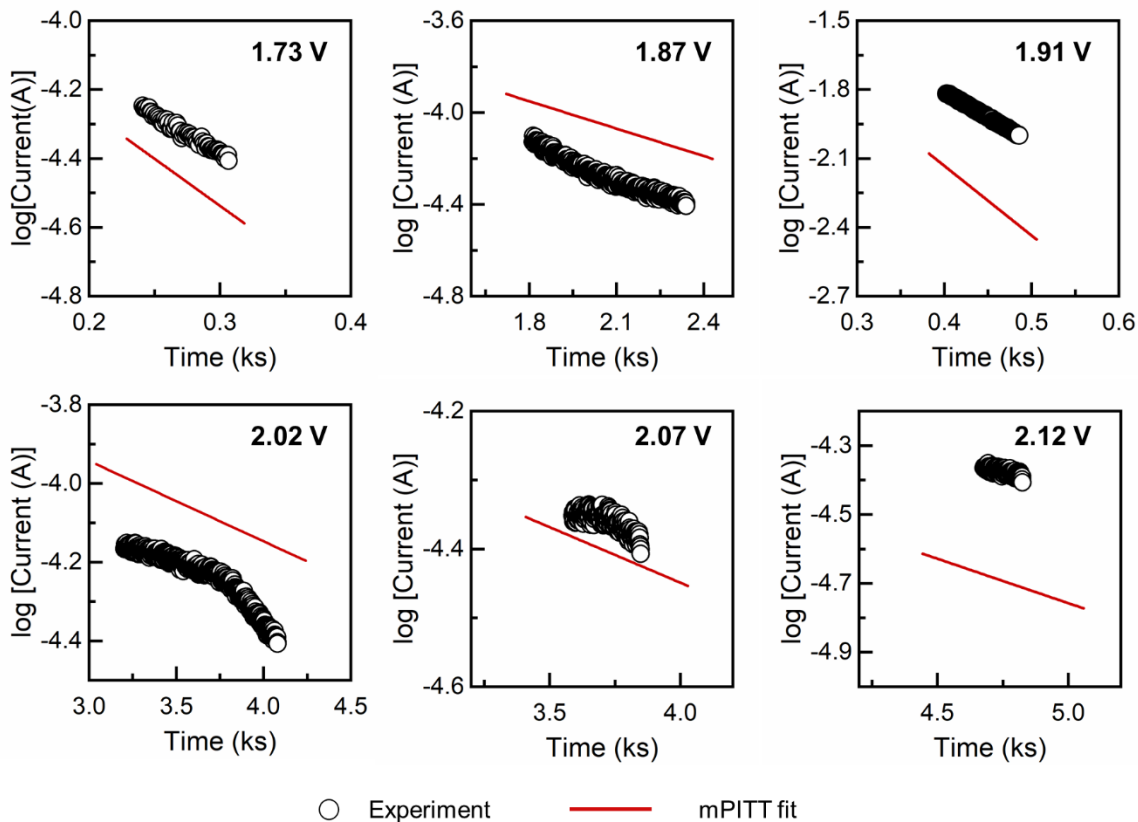 1.73 V
log[Current(A)]
-4.0
-4.2
-4.4
-4.6
-4.8
0.2
0.3
0.4
Time (ks)
1.87 V
log [Current (A)]
-3.6
-4.0
-4.4
-4.8
1.8
2.1
2.4
Time (ks)
1.91 V
log [Current (A)]
-1.5
-1.8
-2.1
-2.4
-2.7
0.3
0.4
0.5
0.6
Time (ks)
2.02 V
log [Current (A)]
-3.8
-4.0
-4.2
-4.4
3.0
3.5
4.0
4.5
Time (ks)
2.07 V
log [Current (A)]
-4.2
-4.4
-4.6
3.5
4.0
Time (ks)
2.12 V
log [Current (A)]
-4.3
-4.5
-4.7
-4.9
4.5
5.0
Time (ks)
Experiment
mPITT fit